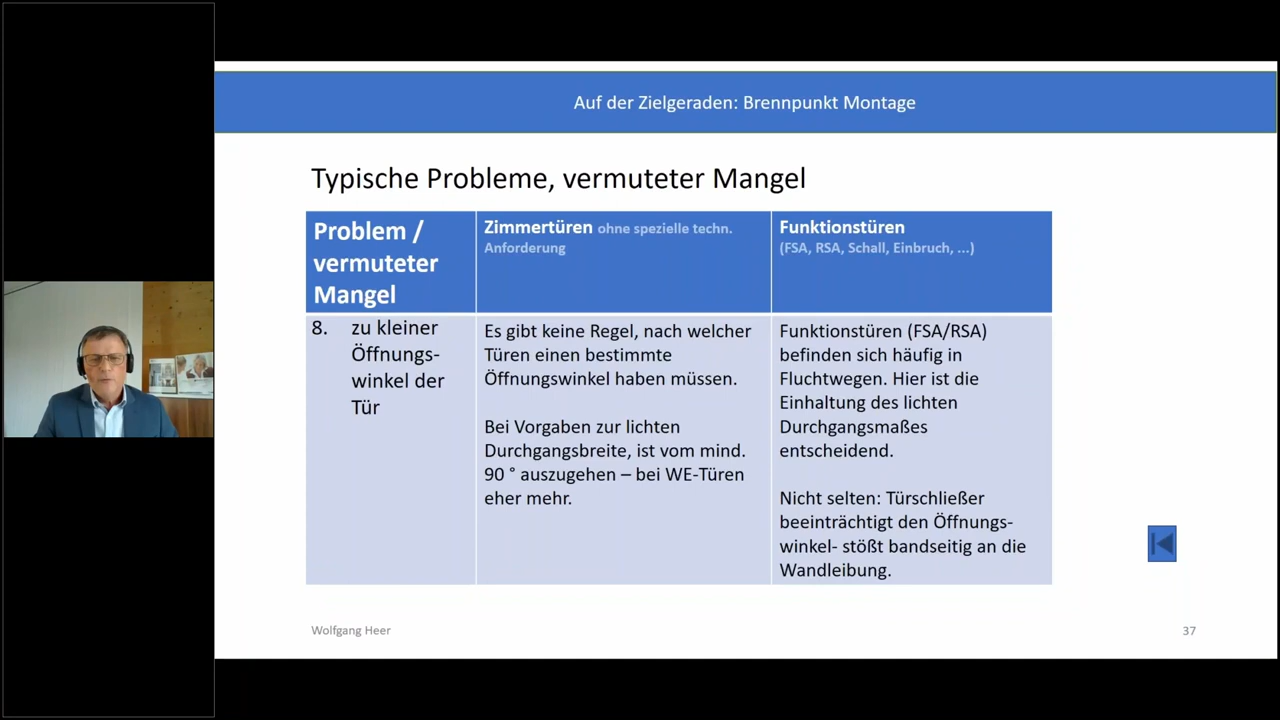 Auf der Zielgeraden: Brennpunkt Montage
Typische Probleme, vermuteter Mangel
Problem /
vermuteter
Mangel
Zimmertüren ohne spezielle techn.
Anforderung
Funktionstüren
(FSA, RSA, Schall, Einbruch, ...)
8. zu kleiner
Öffnungs-
winkel der
Tür
Es gibt keine Regel, nach welcher
Türen einen bestimmte
Öffnungswinkel haben müssen.
Bei Vorgaben zur lichten
Durchgangsbreite, ist vom mind.
90 ° auszugehen – bei WE-Türen
eher mehr.
Funktionstüren (FSA/RSA)
befinden sich häufig in
Fluchtwegen. Hier ist die
Einhaltung des lichten
Durchgangsmaßes
entscheidend.
Nicht selten: Türschließer
beeinträchtigt den Öffnungs-
winkel- stößt bandseitig an die
Wandleibung.
Wolfgang Heer
37